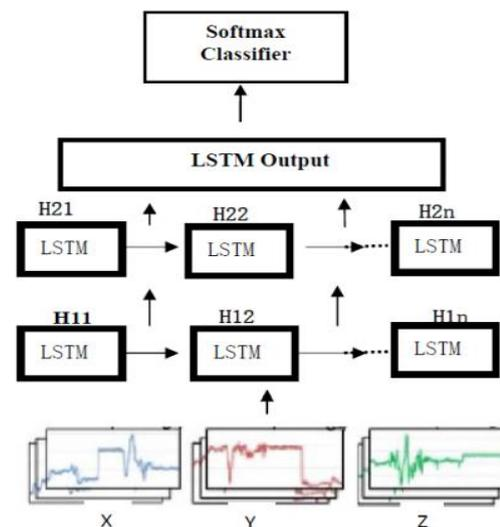 Softmax
Classifier
LSTM Output
H21 H22 H2n
LSTM LSTM LSTM
H11 H12 H1n
LSTM LSTM LSTM
X Y Z